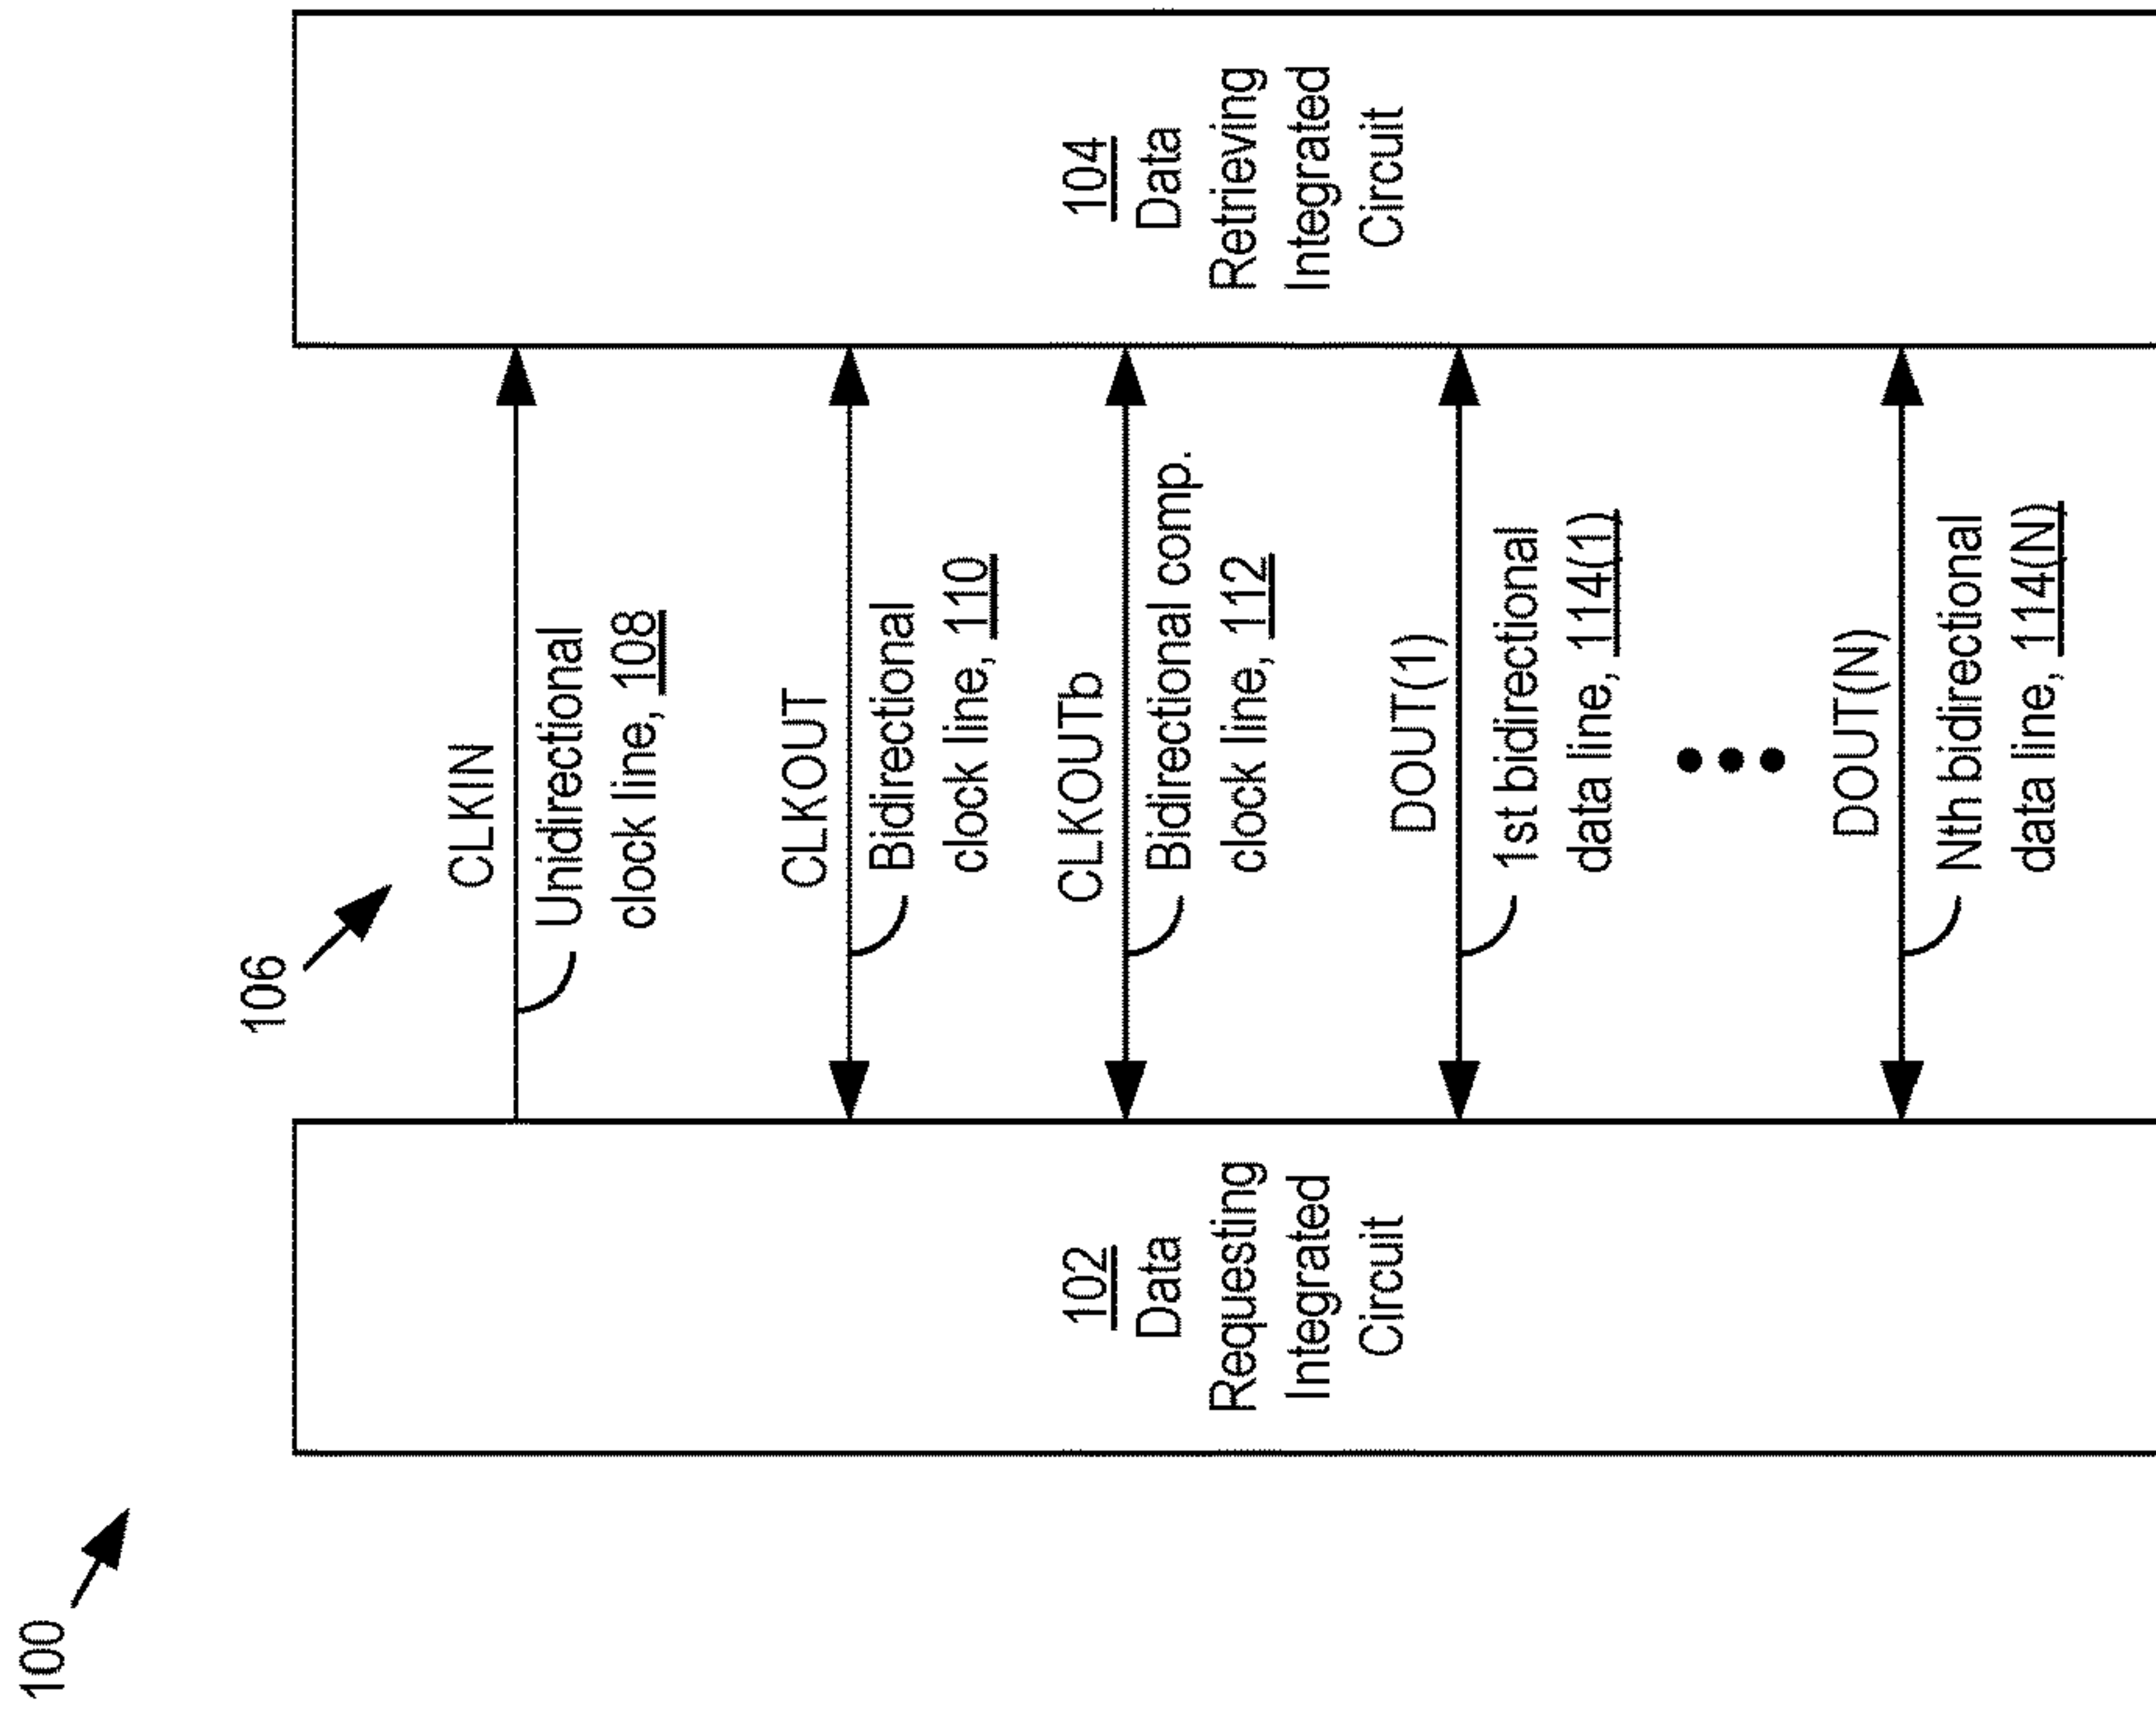 100
106
102
Data
Requesting
Integrated
Circuit
CLKIN
Unidirectional
clock line, 108
CLKOUT
Bidirectional
clock line, 110
CLKOUTb
Bidirectional comp.
clock line, 112
DOUT(1)
1st bidirectional
data line, 114(1)
DOUT(N)
Nth bidirectional
data line, 114(N)
104
Data
Retrieving
Integrated
Circuit